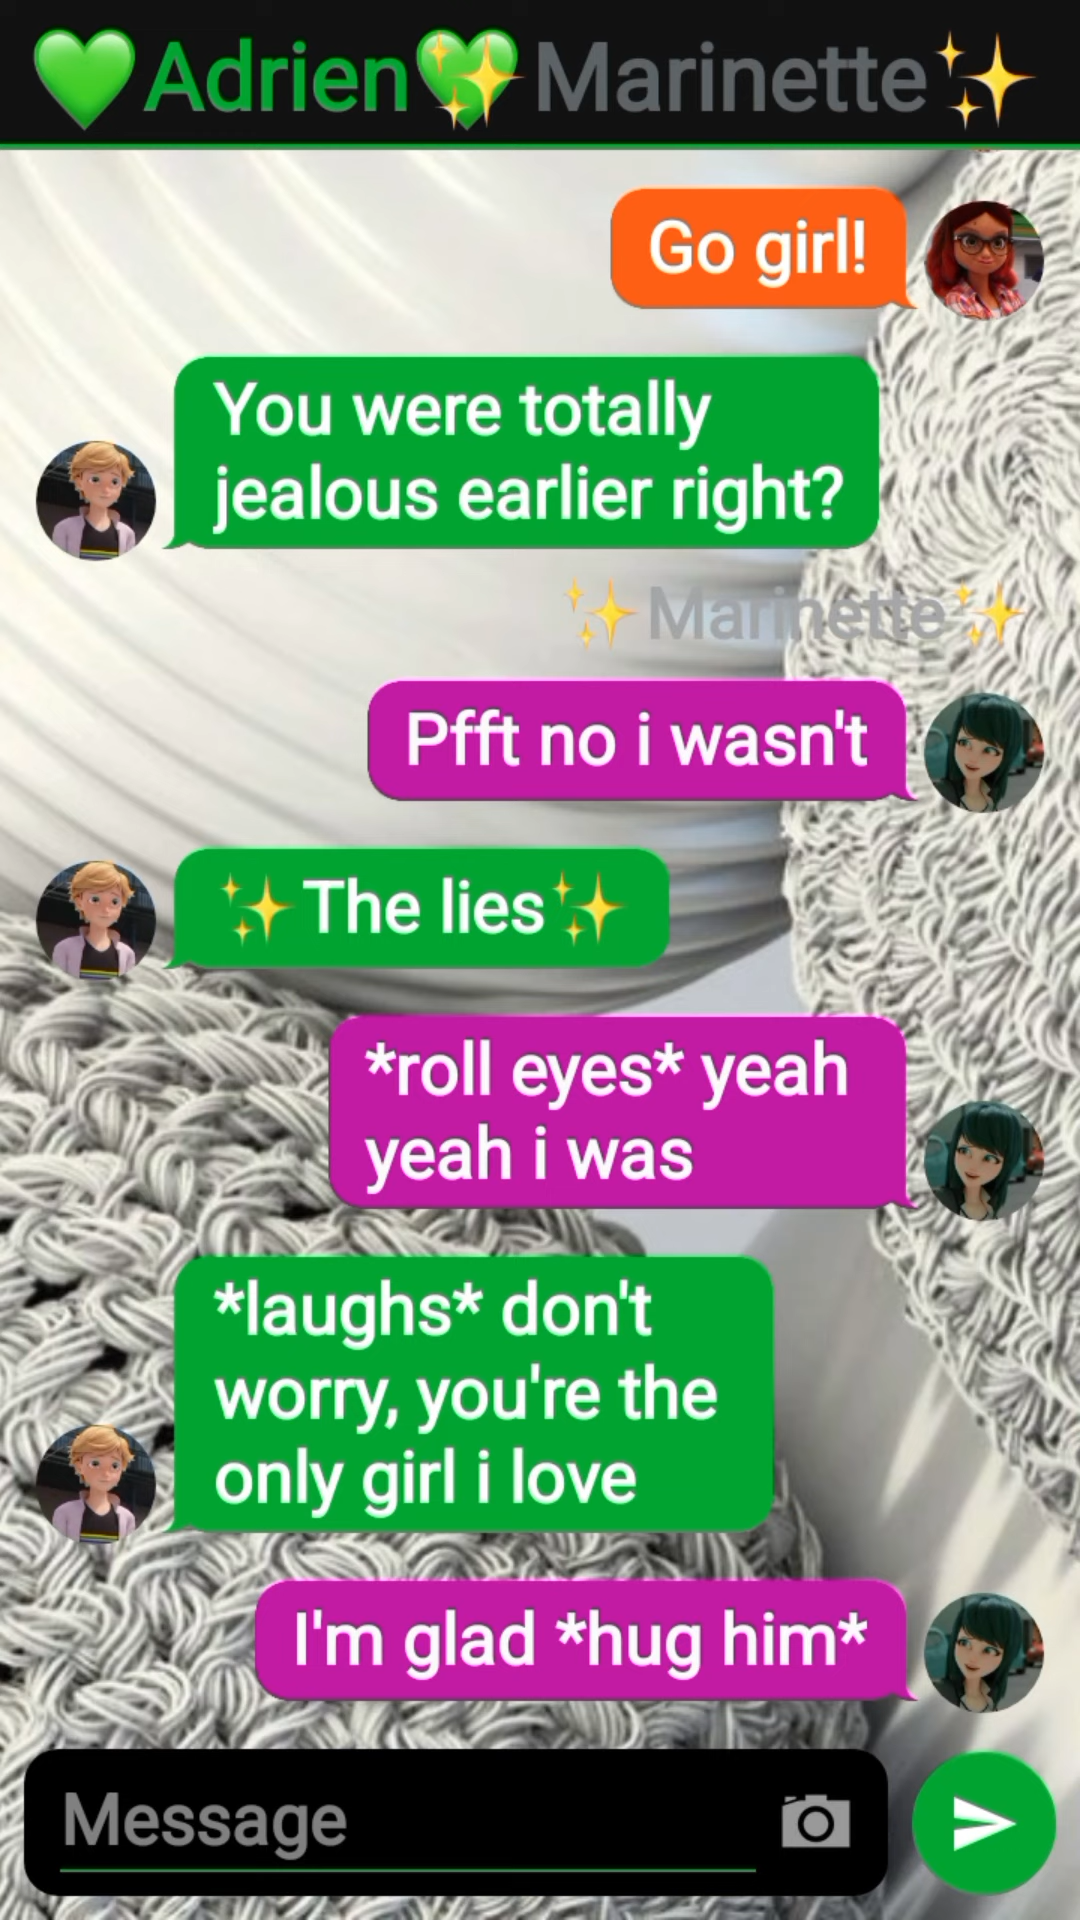 💚Adrien💚 ✨Marinette✨
Go girl!
You were totally
jealous earlier right?
✨Marinette✨
Pfft no i wasn't
✨The lies✨
*roll eyes* yeah
yeah i was
*laughs* don't
worry, you're the
only girl i love
I'm glad *hug him*
Message